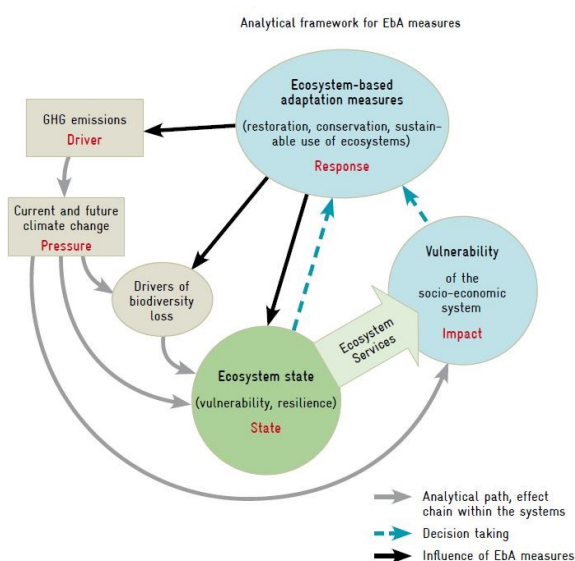 Analytical framework for EbA measures
Ecosystem-based
adaptation measures
(restoration, conservation, sustain-
able use of ecosystems)
Response
GHG emissions
Driver
Current and future
climate change
Pressure
Drivers of
biodiversity
loss
Vulnerability
of the
socio-economic
system
Impact
Ecosystem
Services
Ecosystem state
(vulnerability, resilience)
State
Analytical path, effect
chain within the systems
Decision taking
Influence of EbA measures